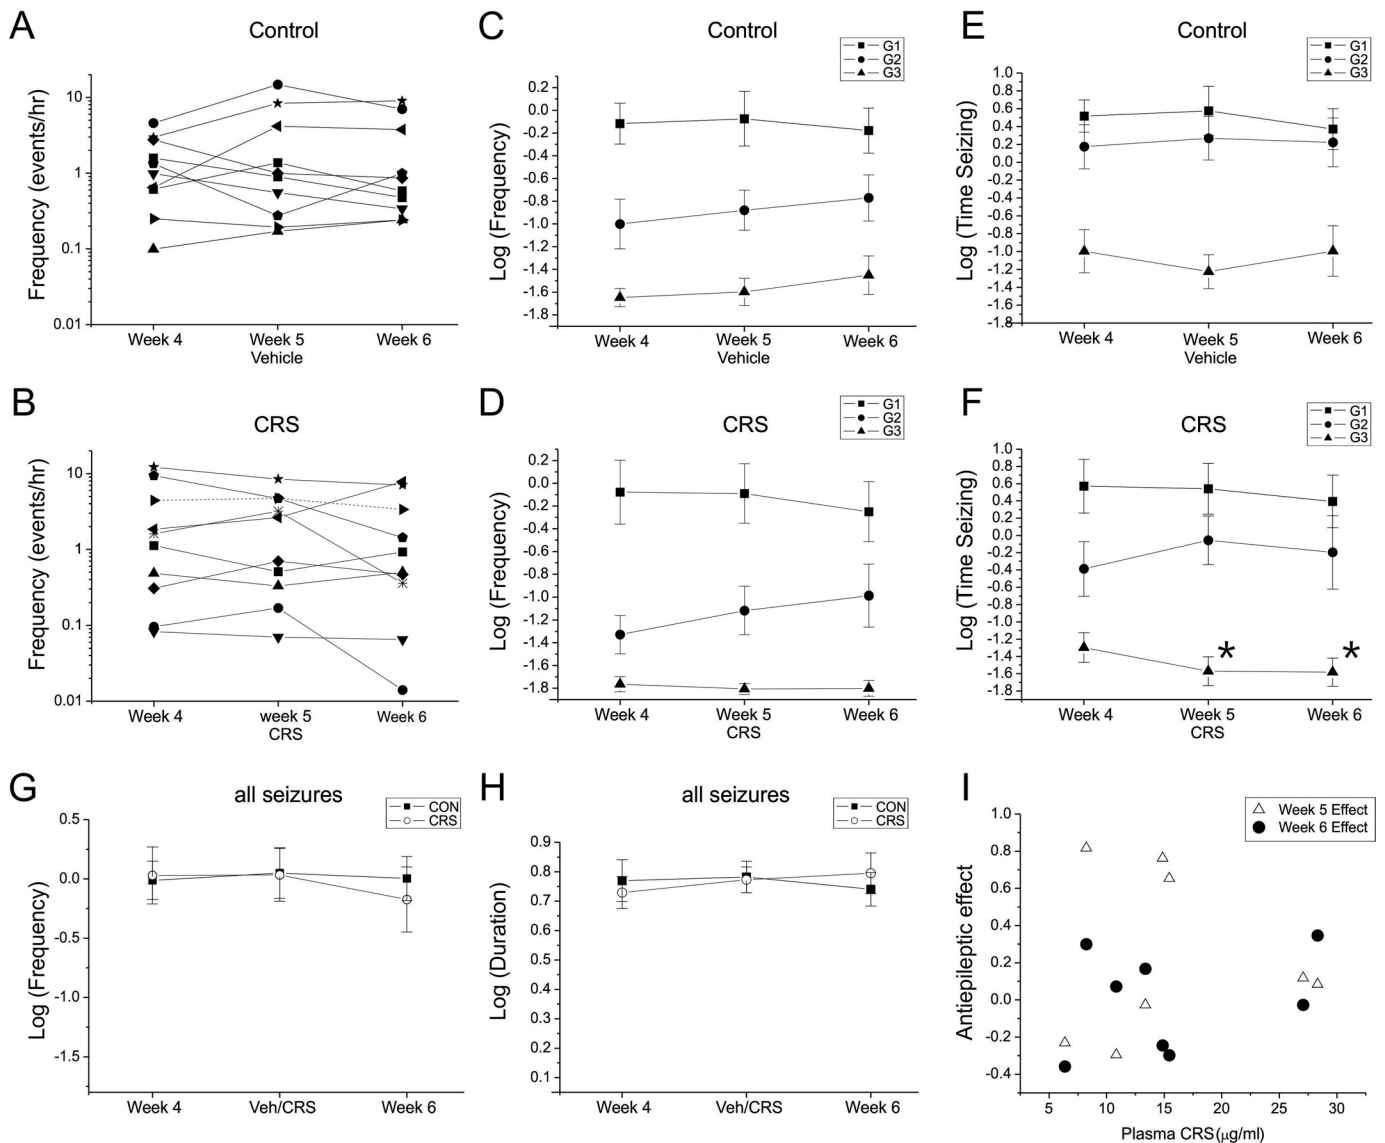 A
Control
Frequency (events/hr)
10
1
0.1
0.01
Week 4
Week 5
Week 6
Vehicle
C
Control
G1
G2
G3
Log (Frequency)
0.2
0.0
-0.2
-0.4
-0.6
-0.8
-1.0
-1.2
-1.4
-1.6
-1.8
Week 4
Week 5
Week 6
Vehicle
E
Control
G1
G2
G3
Log (Time Seizing)
1.0
0.8
0.6
0.4
0.2
0.0
-0.2
-0.4
-0.6
-0.8
-1.0
-1.2
-1.4
-1.6
-1.8
Week 4
Week 5
Week 6
Vehicle
B
CRS
Frequency (events/hr)
10
1
0.1
0.01
Week 4
week 5
Week 6
CRS
D
CRS
G1
G2
G3
Log (Frequency)
0.2
0.0
-0.2
-0.4
-0.6
-0.8
-1.0
-1.2
-1.4
-1.6
-1.8
Week 4
Week 5
Week 6
CRS
F
CRS
G1
G2
G3
Log (Time Seizing)
1.0
0.8
0.6
0.4
0.2
0.0
-0.2
-0.4
-0.6
-0.8
-1.0
-1.2
-1.4
-1.6
-1.8
*
*
Week 4
Week 5
Week 6
CRS
G
all seizures
CON
CRS
Log (Frequency)
0.5
0.0
-0.5
-1.0
-1.5
Week 4
Veh/CRS
Week 6
H
all seizures
CON
CRS
Log (Duration)
0.9
0.8
0.7
0.6
0.5
0.4
0.3
0.2
0.1
Week 4
Veh/CRS
Week 6
I
Week 5 Effect
Week 6 Effect
Antiepileptic effect
1.0
0.8
0.6
0.4
0.2
0.0
-0.2
-0.4
5
10
15
20
25
30
Plasma CRS(µg/ml)